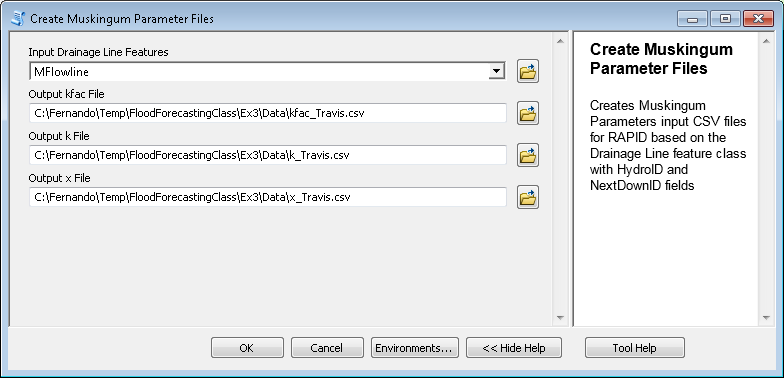 Create Muskingum Parameter Files
Input Drainage Line Features
MFlowline
Output kfac File
C:\Fernando\Temp\FloodForecastingClass\Ex3\Data\kfac_Travis.csv
Output k File
C:\Fernando\Temp\FloodForecastingClass\Ex3\Data\k_Travis.csv
Output x File
C:\Fernando\Temp\FloodForecastingClass\Ex3\Data\x_Travis.csv
Create Muskingum
Parameter Files
Creates Muskingum
Parameters input CSV files
for RAPID based on the
Drainage Line feature class
with HydroID and
NextDownID fields
OK
Cancel
Environments...
<< Hide Help
Tool Help